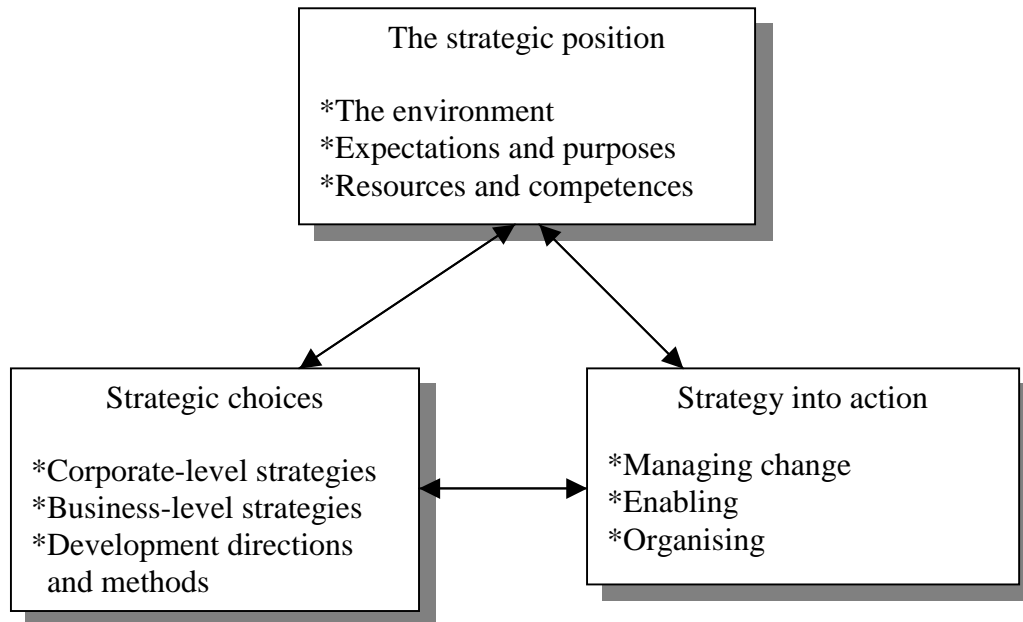 The strategic position
*The environment
*Expectations and purposes
*Resources and competences
Strategic choices
*Corporate-level strategies
*Business-level strategies
*Development directions
and methods
Strategy into action
*Managing change
*Enabling
*Organising